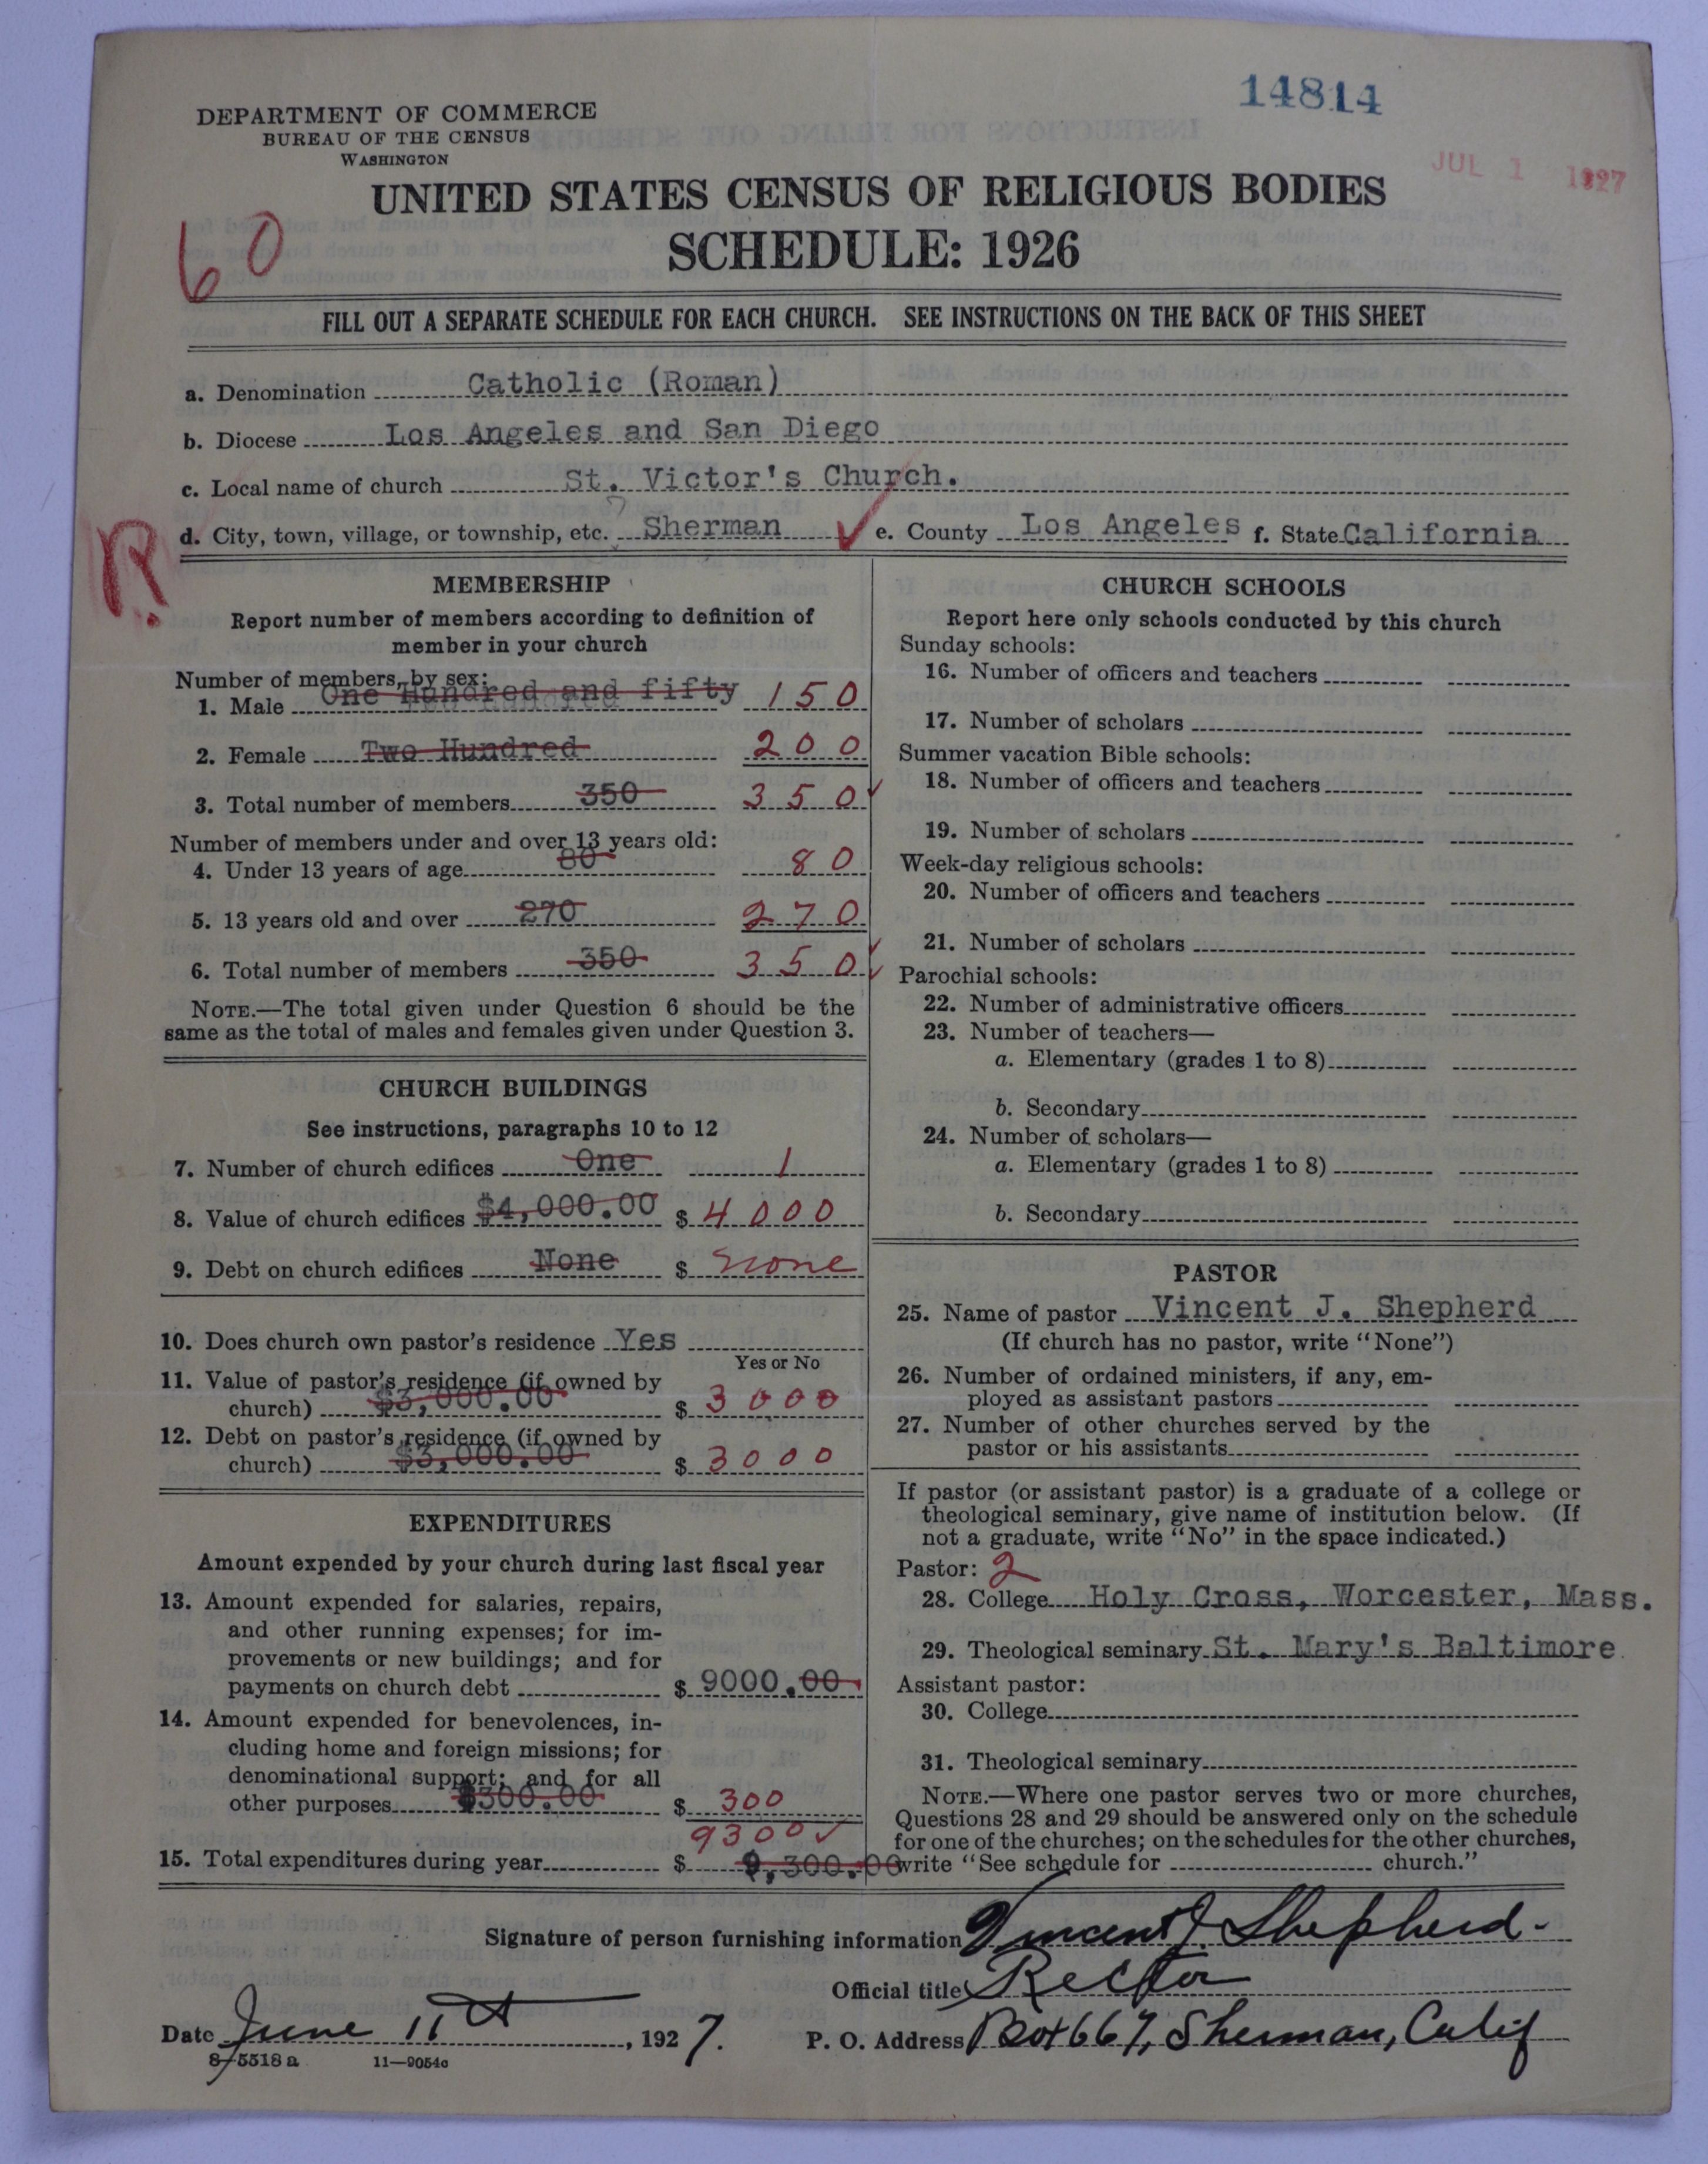 14814
DEPARTMENT OF COMMERCE
BUREAU OF THE CENSUS
WASHINGTON
JUL 1 1927
UNITED STATES CENSUS OF RELIGIOUS BODIES
SCHEDULE: 1926
60
FILL OUT A SEPARATE SCHEDULE FOR EACH CHURCH. SEE INSTRUCTIONS ON THE BACK OF THIS SHEET
a. Denomination Catholic (Roman)
b. Diocese Los Angeles and San Diego
c. Local name of church St. Victor's Church.
d. City, town, village, or township, etc. Sherman ✓ e. County Los Angeles f. State California
R.
MEMBERSHIP
Report number of members according to definition of
member in your church
Number of members, by sex:
1. Male One Hundred and fifty 150
2. Female Two Hundred 200
3. Total number of members 350 350 ✓
Number of members under and over 13 years old:
4. Under 13 years of age 80 80
5. 13 years old and over 270 270
6. Total number of members 350 350 ✓
NOTE.—The total given under Question 6 should be the
same as the total of males and females given under Question 3.
CHURCH BUILDINGS
See instructions, paragraphs 10 to 12
7. Number of church edifices One 1
8. Value of church edifices $4,000.00 $ 4000
9. Debt on church edifices None $ none
10. Does church own pastor's residence Yes
Yes or No
11. Value of pastor's residence (if owned by
church) $3,000.00 $ 3000
12. Debt on pastor's residence (if owned by
church) $3,000.00 $ 3000
EXPENDITURES
Amount expended by your church during last fiscal year
13. Amount expended for salaries, repairs,
and other running expenses; for im-
provements or new buildings; and for
payments on church debt $ 9000.00
14. Amount expended for benevolences, in-
cluding home and foreign missions; for
denominational support; and for all
other purposes $300.00 $ 300
9300 ✓
15. Total expenditures during year $ 9,300.00
CHURCH SCHOOLS
Report here only schools conducted by this church
Sunday schools:
16. Number of officers and teachers
17. Number of scholars
Summer vacation Bible schools:
18. Number of officers and teachers
19. Number of scholars
Week-day religious schools:
20. Number of officers and teachers
21. Number of scholars
Parochial schools:
22. Number of administrative officers
23. Number of teachers—
a. Elementary (grades 1 to 8)
b. Secondary
24. Number of scholars—
a. Elementary (grades 1 to 8)
b. Secondary
PASTOR
25. Name of pastor Vincent J. Shepherd
(If church has no pastor, write "None")
26. Number of ordained ministers, if any, em-
ployed as assistant pastors
27. Number of other churches served by the
pastor or his assistants
If pastor (or assistant pastor) is a graduate of a college or
theological seminary, give name of institution below. (If
not a graduate, write "No" in the space indicated.)
Pastor: 2
28. College Holy Cross, Worcester, Mass.
29. Theological seminary St. Mary's Baltimore
Assistant pastor:
30. College
31. Theological seminary
NOTE.—Where one pastor serves two or more churches,
Questions 28 and 29 should be answered only on the schedule
for one of the churches; on the schedules for the other churches,
write "See schedule for church."
Signature of person furnishing information Vincent J. Shepherd.
Official title Rector
Date June 11th, 1927. P. O. Address Box 667, Sherman, Calif
8-5518 a 11—9054c